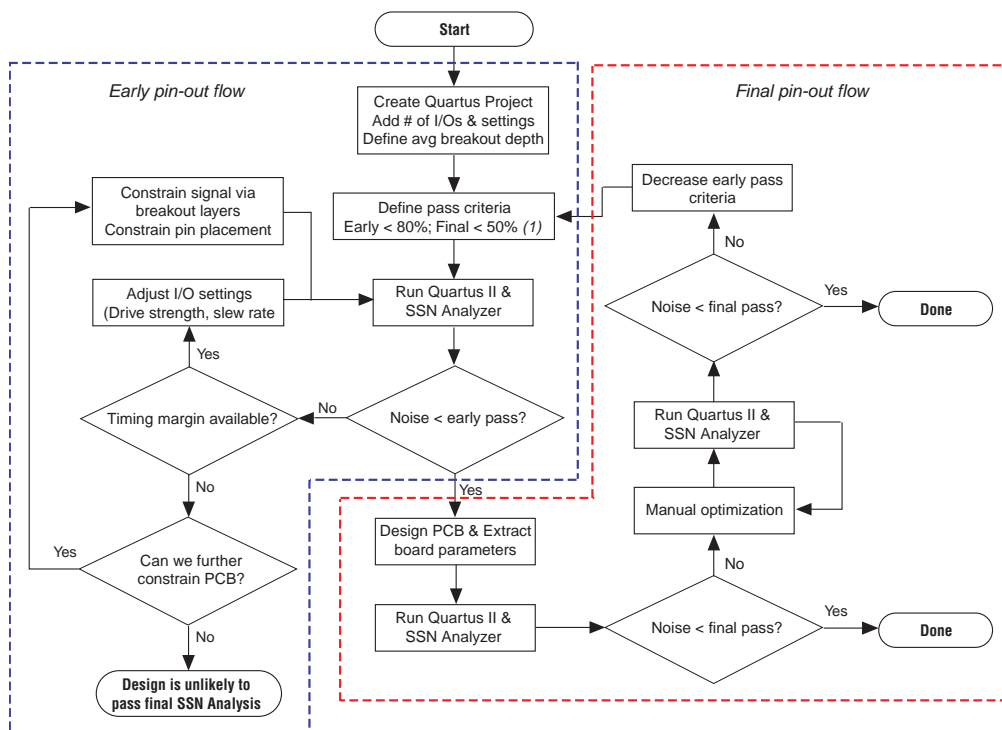 Start
Early pin-out flow
Final pin-out flow
Create Quartus Project
Add # of I/Os & settings
Define avg breakout depth
Constrain signal via
breakout layers
Constrain pin placement
Define pass criteria
Early < 80%; Final < 50% (1)
Decrease early pass
criteria
No
Adjust I/O settings
(Drive strength, slew rate
Run Quartus II &
SSN Analyzer
Noise < final pass?
Yes
Done
Yes
Timing margin available?
No
Noise < early pass?
Run Quartus II &
SSN Analyzer
No
Yes
Manual optimization
Design PCB & Extract
board parameters
Yes
Can we further
constrain PCB?
No
Run Quartus II &
SSN Analyzer
Noise < final pass?
Yes
Done
No
Design is unlikely to
pass final SSN Analysis